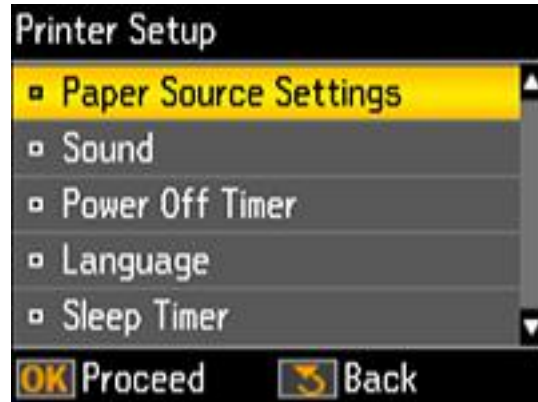 Printer Setup
Paper Source Settings
Sound
Power Off Timer
Language
Sleep Timer
OK Proceed Back